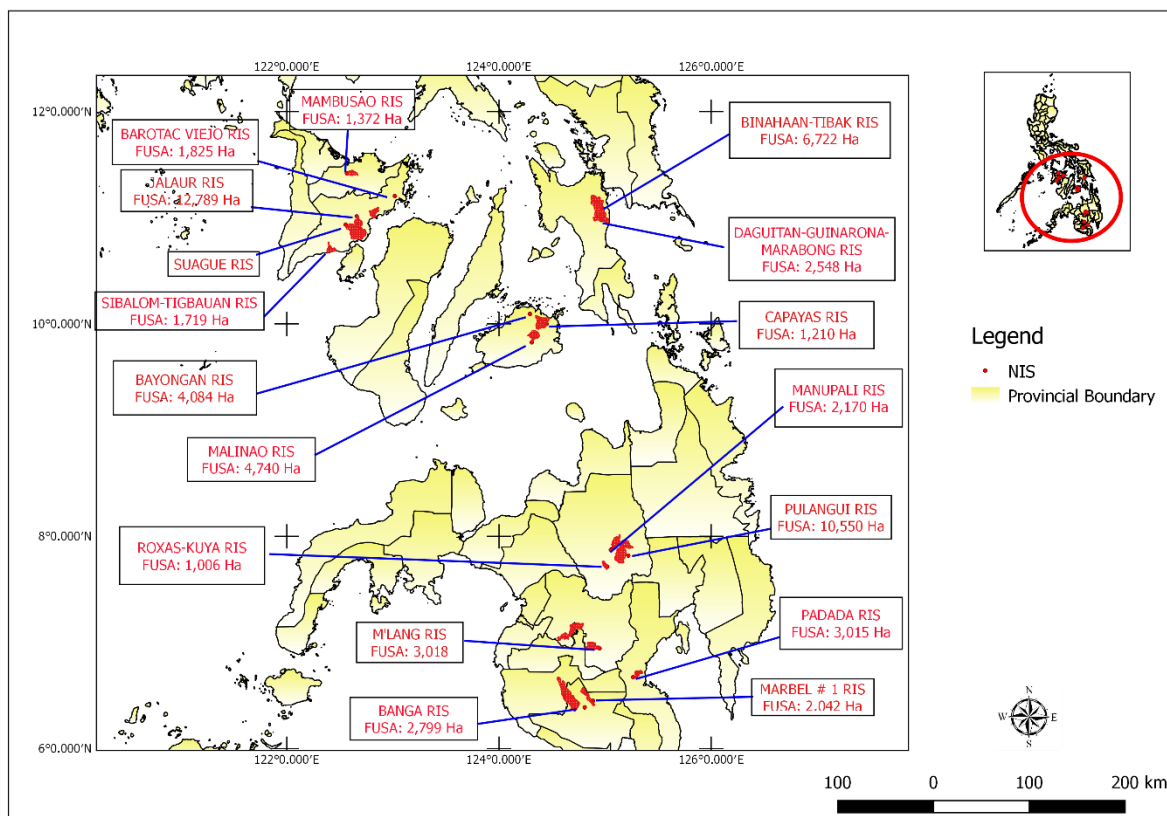 122°0.000'E
124°0.000'E
126°0.000'E
12°0.000'N
10°0.000'N
8°0.000'N
6°0.000'N
MAMBUSAO RIS
FUSA: 1,372 Ha
BAROTAC VIEJO RIS
FUSA: 1,825 Ha
JALAUR RIS
FUSA: 12,789 Ha
SUAGUE RIS
SIBALOM-TIGBAUAN RIS
FUSA: 1,719 Ha
BAYONGAN RIS
FUSA: 4,084 Ha
MALINAO RIS
FUSA: 4,740 Ha
ROXAS-KUYA RIS
FUSA: 1,006 Ha
M'LANG RIS
FUSA: 3,018
BANGA RIS
FUSA: 2,799 Ha
BINAHAAN-TIBAK RIS
FUSA: 6,722 Ha
DAGUITAN-GUINARONA-
MARABONG RIS
FUSA: 2,548 Ha
CAPAYAS RIS
FUSA: 1,210 Ha
MANUPALI RIS
FUSA: 2,170 Ha
PULANGUI RIS
FUSA: 10,550 Ha
PADADA RIS
FUSA: 3,015 Ha
MARBEL # 1 RIS
FUSA: 2.042 Ha
122°0.000'E
124°0.000'E
126°0.000'E
Legend
NIS
Provincial Boundary
N
W
E
S
100
0
100
200 km